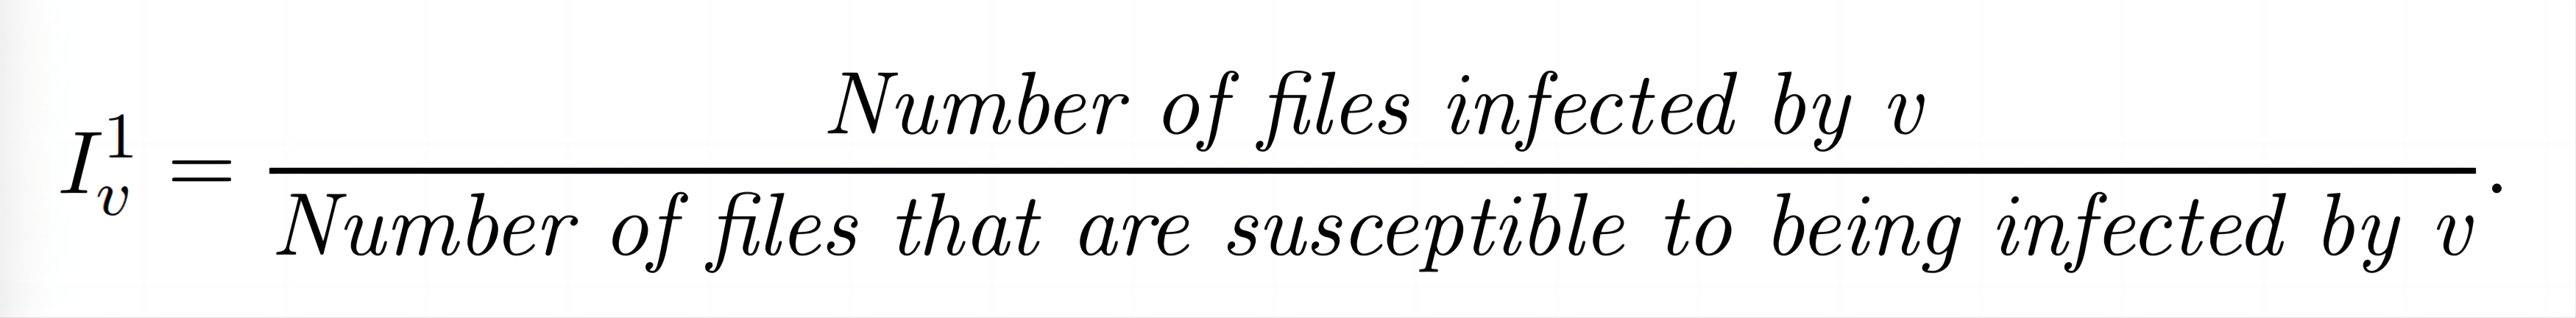 Number of files infected by v
I_v^1 = .
Number of files that are susceptible to being infected by v